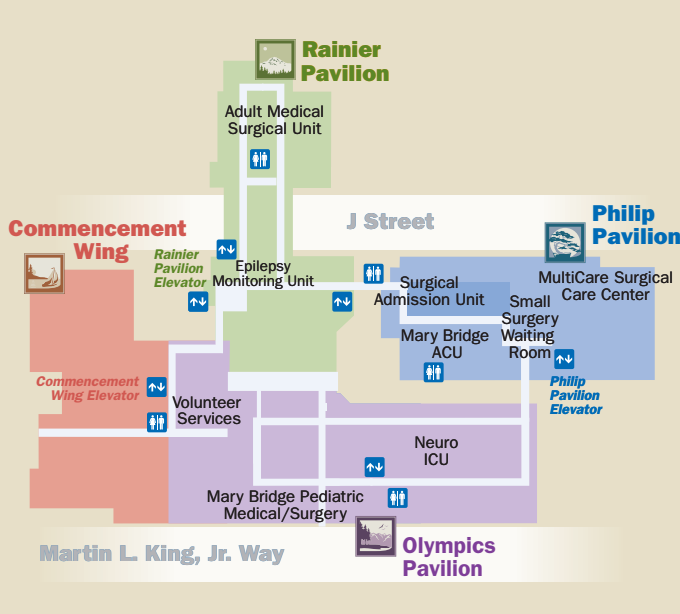 Rainier
Pavilion
Adult Medical
Surgical Unit
J Street
Philip
Pavilion
Commencement
Wing
Rainier
Pavilion
Elevator
Epilepsy
Monitoring Unit
Surgical
Admission Unit
MultiCare Surgical
Care Center
Small
Surgery
Waiting
Room
Mary Bridge
ACU
Philip
Pavilion
Elevator
Commencement
Wing Elevator
Volunteer
Services
Neuro
ICU
Mary Bridge Pediatric
Medical/Surgery
Martin L. King, Jr. Way
Olympics
Pavilion